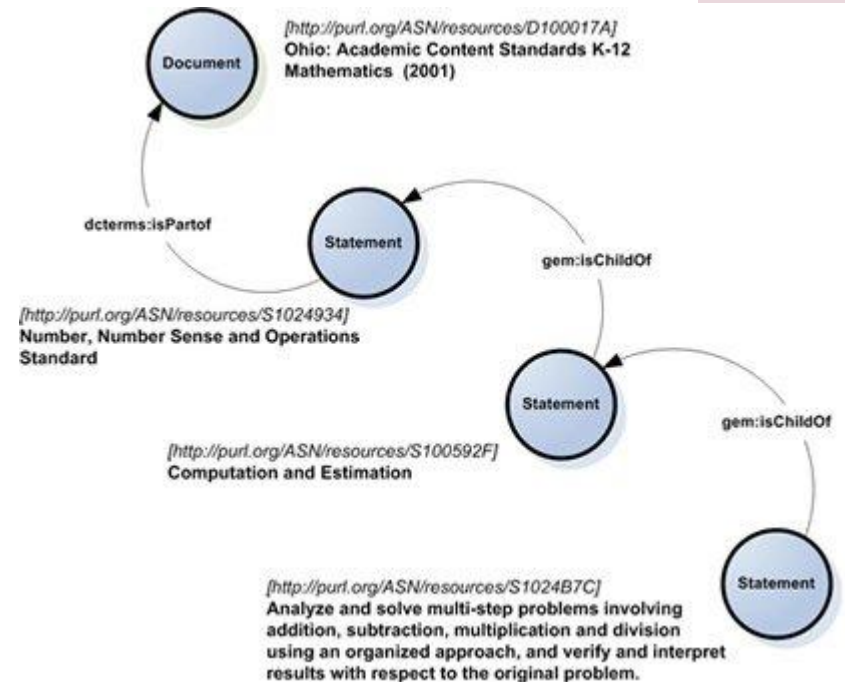 [http://purl.org/ASN/resources/D100017A]
Ohio: Academic Content Standards K-12
Mathematics (2001)
Document
dcterms:isPartof
Statement
gem:isChildOf
[http://purl.org/ASN/resources/S1024934]
Number, Number Sense and Operations
Standard
Statement
gem:isChildOf
[http://purl.org/ASN/resources/S100592F]
Computation and Estimation
Statement
[http://purl.org/ASN/resources/S1024B7C]
Analyze and solve multi-step problems involving
addition, subtraction, multiplication and division
using an organized approach, and verify and interpret
results with respect to the original problem.